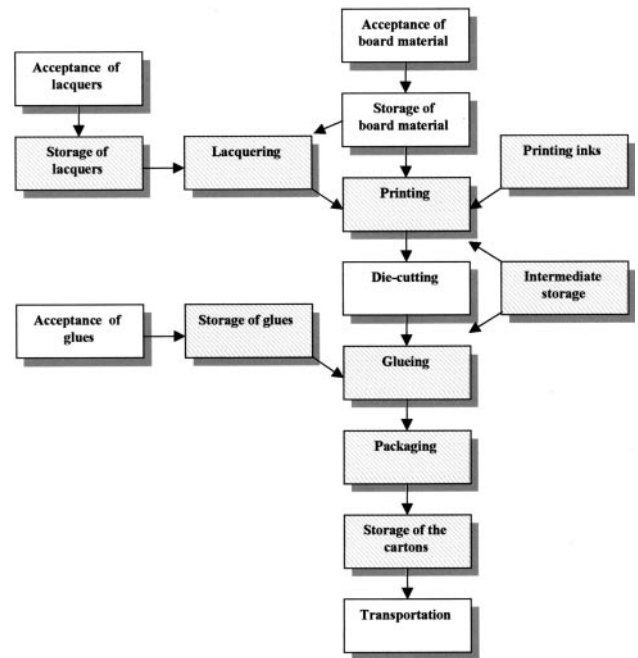 Acceptance of
board material
Acceptance of
lacquers
Storage of
board material
Storage of
lacquers
Lacquering
Printing inks
Printing
Die-cutting
Intermediate
storage
Acceptance of
glues
Storage of glues
Glueing
Packaging
Storage of the
cartons
Transportation